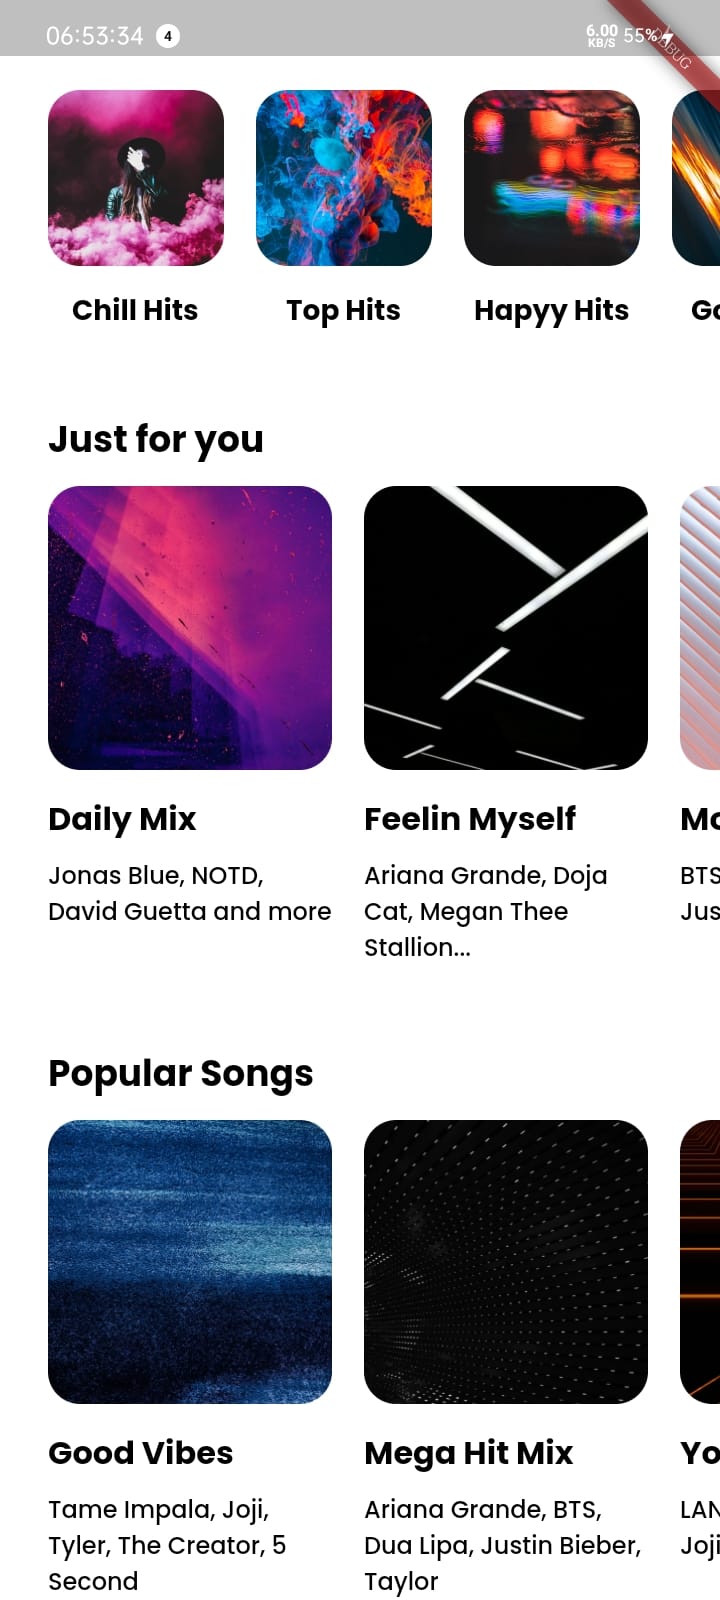 06:53:34 4 6.00 KB/S 55%
DEBUG
Chill Hits Top Hits Hapyy Hits Go
Just for you
Daily Mix Feelin Myself Mo
Jonas Blue, NOTD, Ariana Grande, Doja BTS
David Guetta and more Cat, Megan Thee Jus
Stallion...
Popular Songs
Good Vibes Mega Hit Mix Yo
Tame Impala, Joji, Ariana Grande, BTS, LAN
Tyler, The Creator, 5 Dua Lipa, Justin Bieber, Joji
Second Taylor